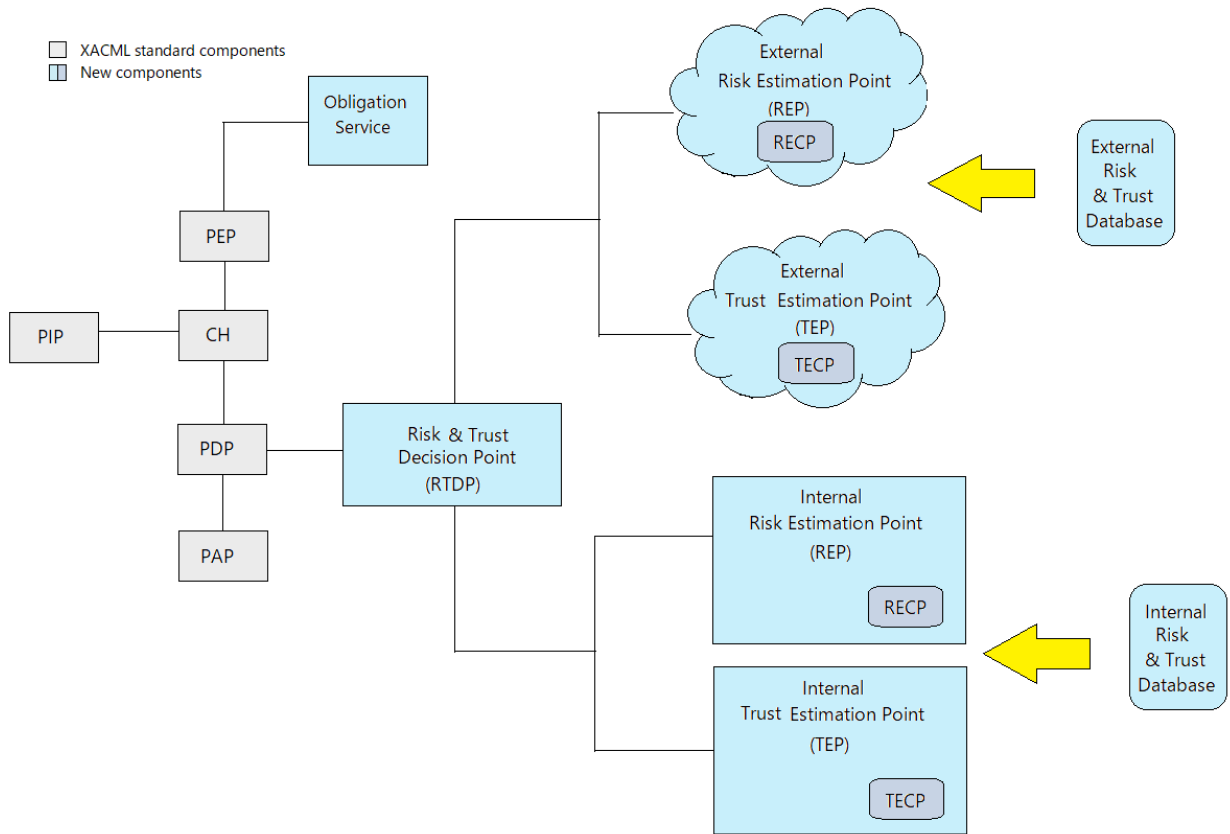 XACML standard components
New components
Obligation
Service
PEP
PIP
CH
PDP
PAP
Risk & Trust
Decision Point
(RTDP)
External
Risk Estimation Point
(REP)
RECP
External
Risk
& Trust
Database
External
Trust Estimation Point
(TEP)
TECP
Internal
Risk Estimation Point
(REP)
RECP
Internal
Risk
& Trust
Database
Internal
Trust Estimation Point
(TEP)
TECP